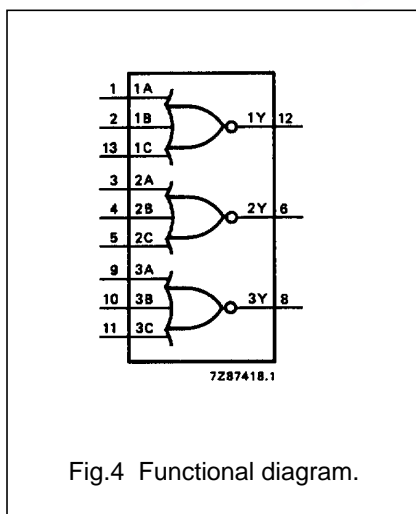 1 1A
2 1B 1Y 12
13 1C
3 2A
4 2B 2Y 6
5 2C
9 3A
10 3B 3Y 8
11 3C
7Z87418.1
Fig.4 Functional diagram.